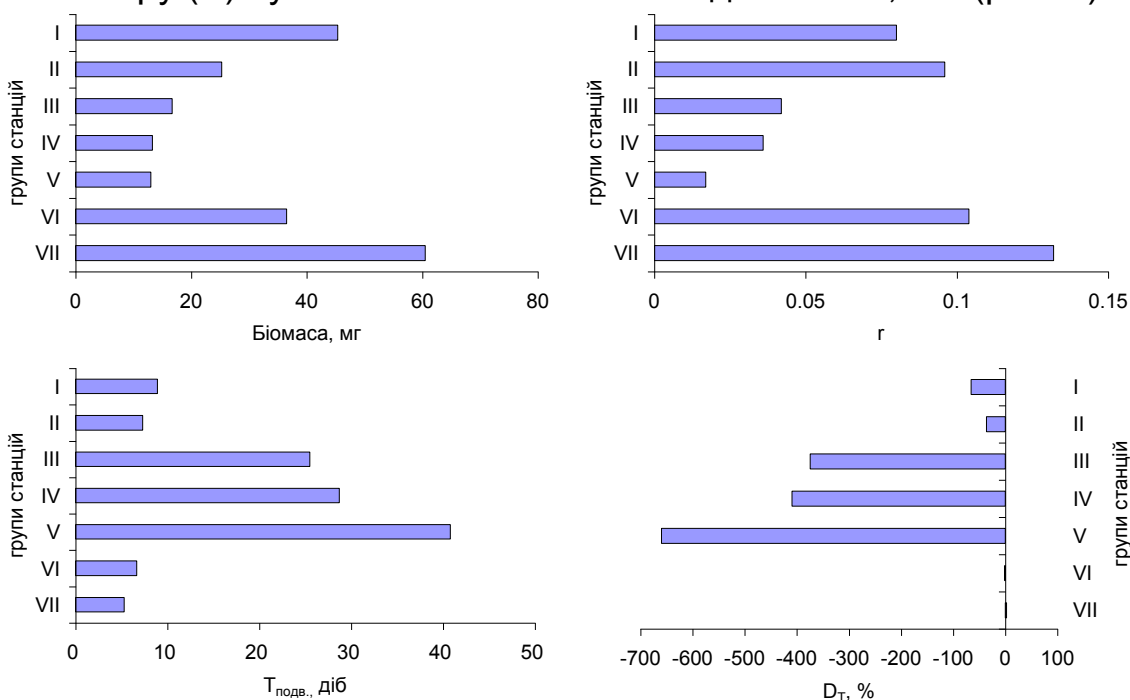 I
II
III
IV
V
VI
VII
групи станцій
0 20 40 60 80
Біомаса, мг
I
II
III
IV
V
VI
VII
групи станцій
0 0.05 0.1 0.15
r
I
II
III
IV
V
VI
VII
групи станцій
0 10 20 30 40 50
Tподв., діб
I
II
III
IV
V
VI
VII
групи станцій
-700 -600 -500 -400 -300 -200 -100 0 100
DT, %